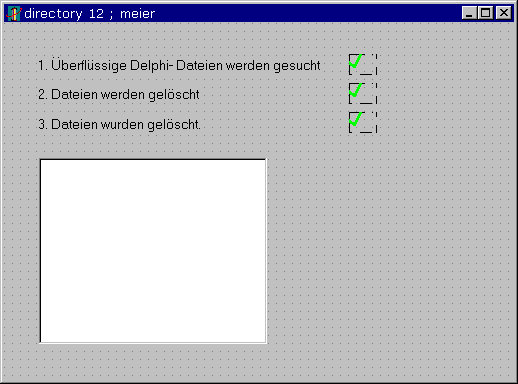 directory 12 ; meier
1. Überflüssige Delphi- Dateien werden gesucht
2. Dateien werden gelöscht
3. Dateien wurden gelöscht.